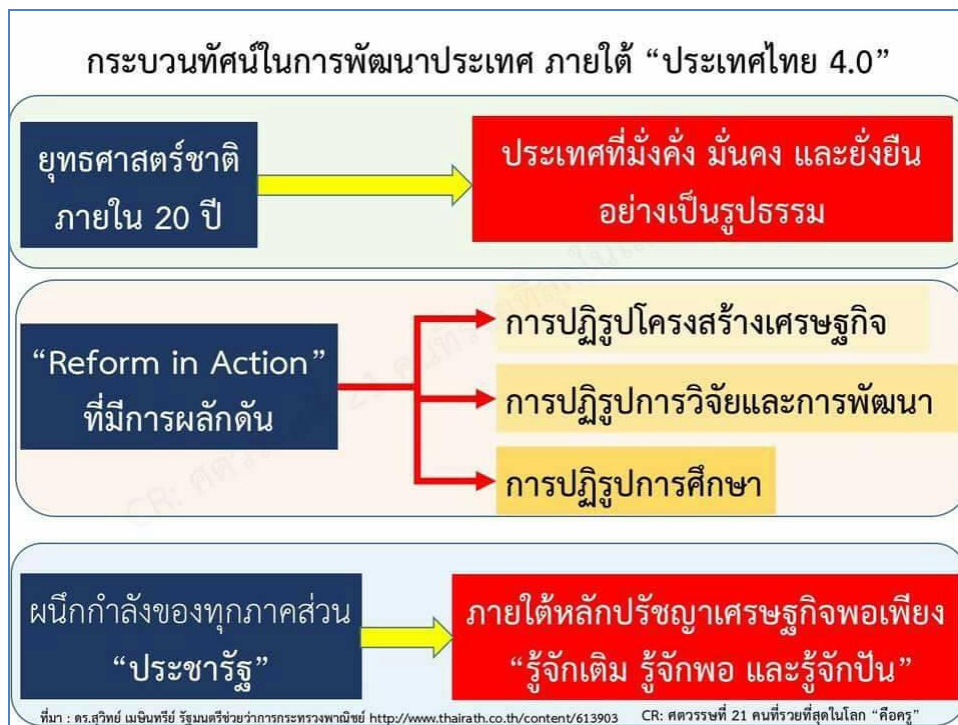 กระบวนทัศน์ในการพัฒนาประเทศ ภายใต้ “ประเทศไทย 4.0”
ยุทธศาสตร์ชาติ
ภายใน 20 ปี
ประเทศที่มั่งคั่ง มั่นคง และยั่งยืน
อย่างเป็นรูปธรรม
“Reform in Action”
ที่มีการผลักดัน
การปฏิรูปโครงสร้างเศรษฐกิจ
การปฏิรูปการวิจัยและการพัฒนา
การปฏิรูปการศึกษา
ผนึกกำลังของทุกภาคส่วน
“ประชารัฐ”
ภายใต้หลักปรัชญาเศรษฐกิจพอเพียง
“รู้จักเติม รู้จักพอ และรู้จักปัน”
ที่มา : ดร.สุวิทย์ เมษินทรีย์ รัฐมนตรีช่วยว่าการกระทรวงพาณิชย์ http://www.thairath.co.th/content/613903 CR: ศตวรรษที่ 21 คนที่รวยที่สุดในโลก “คือครู”